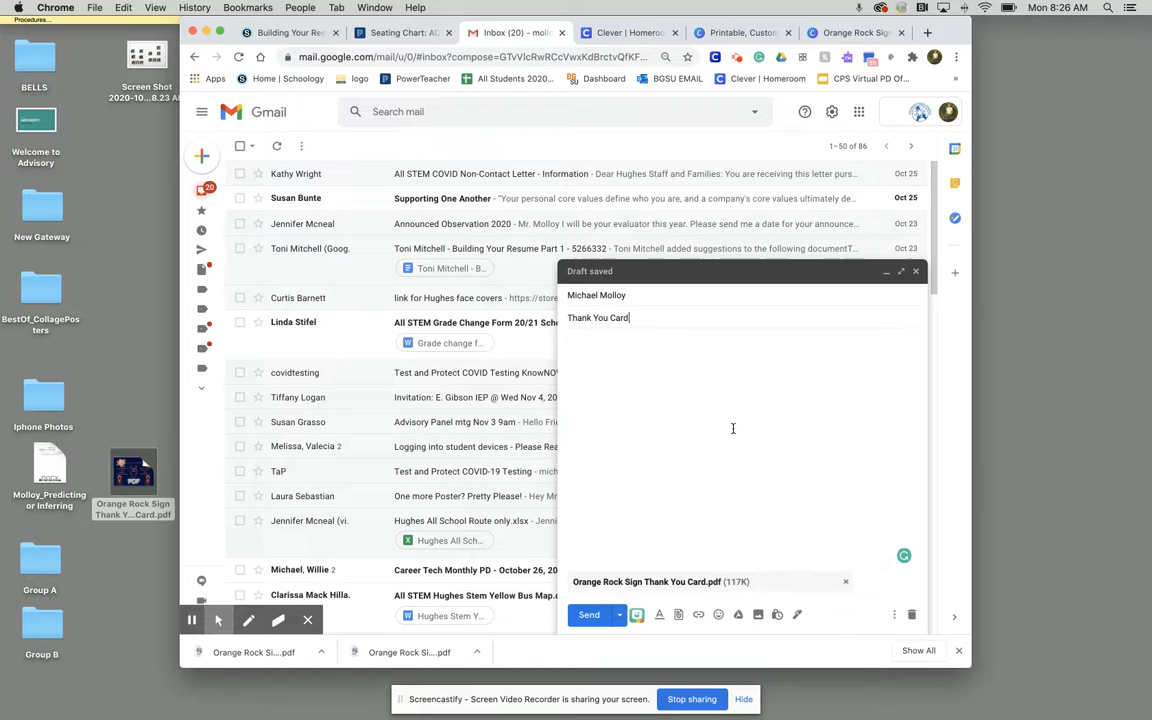 Chrome File Edit View History Bookmarks People Tab Window Help Mon 8:26 AM
Procedures...
BELLS
Screen Shot
2020-10...8.23 A
Welcome to
Advisory
New Gateway
BestOf_CollagePos
ters
Iphone Photos
Molloy_Predicting
or Inferring
Orange Rock Sign
Thank Y...Card.pdf
PDF
Group A
Group B
Building Your Res × Seating Chart: AD × Inbox (20) - mollo × Clever | Homeroo × Printable, Custom × Orange Rock Sign ×
mail.google.com/mail/u/0/#inbox?compose=GTvVlcRwRCcVwxKdBrctvQfKF...
Apps Home | Schoology logo PowerTeacher All Students 2020... Dashboard BGSU EMAIL Clever | Homeroom CPS Virtual PD Of... »
Gmail Search mail
1–50 of 86
20
Kathy Wright All STEM COVID Non-Contact Letter - Information - Dear Hughes Staff and Families: You are receiving this letter purs... Oct 25
Susan Bunte Supporting One Another - "Your personal core values define who you are, and a company's core values ultimately de... Oct 25
Jennifer Mcneal Announced Observation 2020 - Mr. Molloy I will be your evaluator this year. Please send me a date for your announce... Oct 23
Toni Mitchell (Goog. Toni Mitchell - Building Your Resume Part 1 - 5266332 - Toni Mitchell added suggestions to the following documentT... Oct 23
Toni Mitchell - B...
Curtis Barnett link for Hughes face covers - https://store
Linda Stifel All STEM Grade Change Form 20/21 Scho
Grade change f...
covidtesting Test and Protect COVID Testing KnowNOV
Tiffany Logan Invitation: E. Gibson IEP @ Wed Nov 4, 20
Susan Grasso Advisory Panel mtg Nov 3 9am - Hello Frie
Melissa, Valecia 2 Logging into student devices - Please Rea
TaP Test and Protect COVID-19 Testing - mich
Laura Sebastian One more Poster? Pretty Please! - Hey Mr
Jennifer Mcneal (vi. Hughes All School Route only.xlsx - Jenni
Hughes All Sch...
Michael, Willie 2 Career Tech Monthly PD - October 26, 20
Clarissa Mack Hilla. All STEM Hughes Stem Yellow Bus Map.d
Hughes Stem Y...
Draft saved
Michael Molloy
Thank You Card
Orange Rock Sign Thank You Card.pdf (117K) ×
Send
Orange Rock Si....pdf Orange Rock Si....pdf Show All
Screencastify - Screen Video Recorder is sharing your screen. Stop sharing Hide